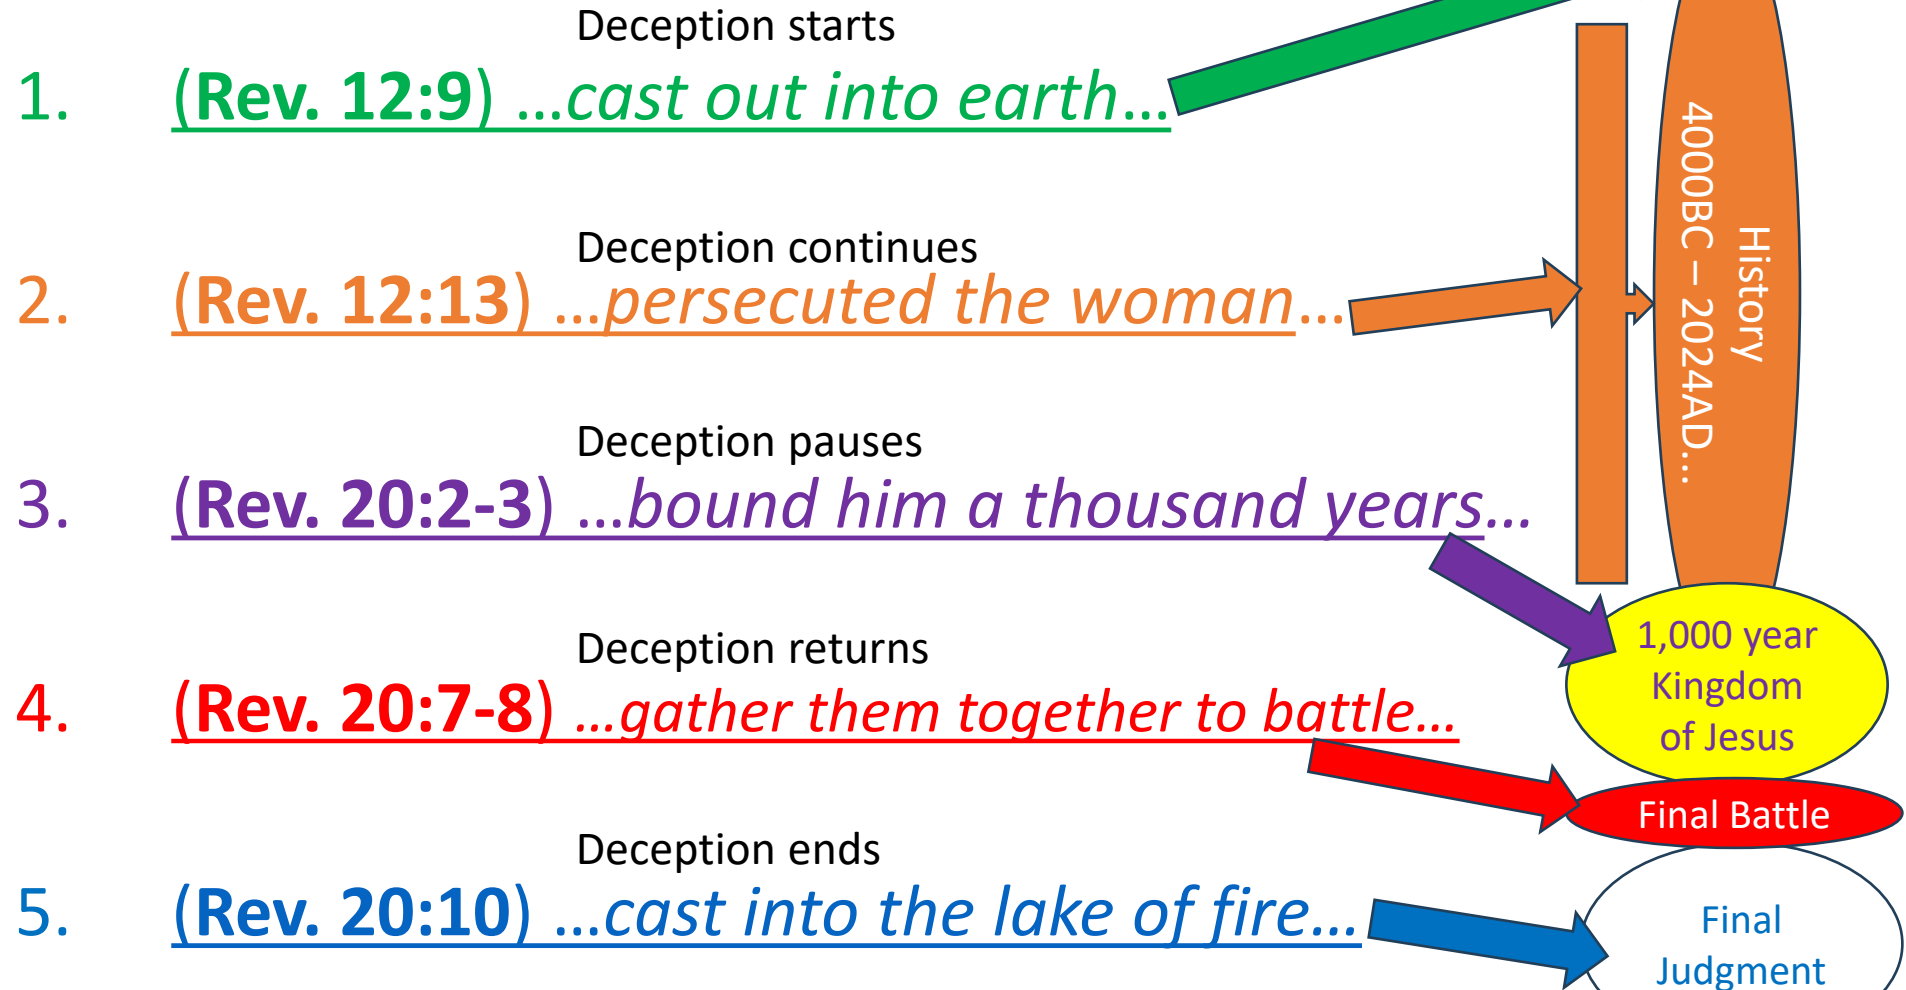 Deception starts
1. (Rev. 12:9) ...cast out into earth...
Deception continues
2. (Rev. 12:13) ...persecuted the woman...
Deception pauses
3. (Rev. 20:2-3) ...bound him a thousand years...
Deception returns
4. (Rev. 20:7-8) ...gather them together to battle...
Deception ends
5. (Rev. 20:10) ...cast into the lake of fire...
History
4000BC – 2024AD...
1,000 year
Kingdom
of Jesus
Final Battle
Final
Judgment